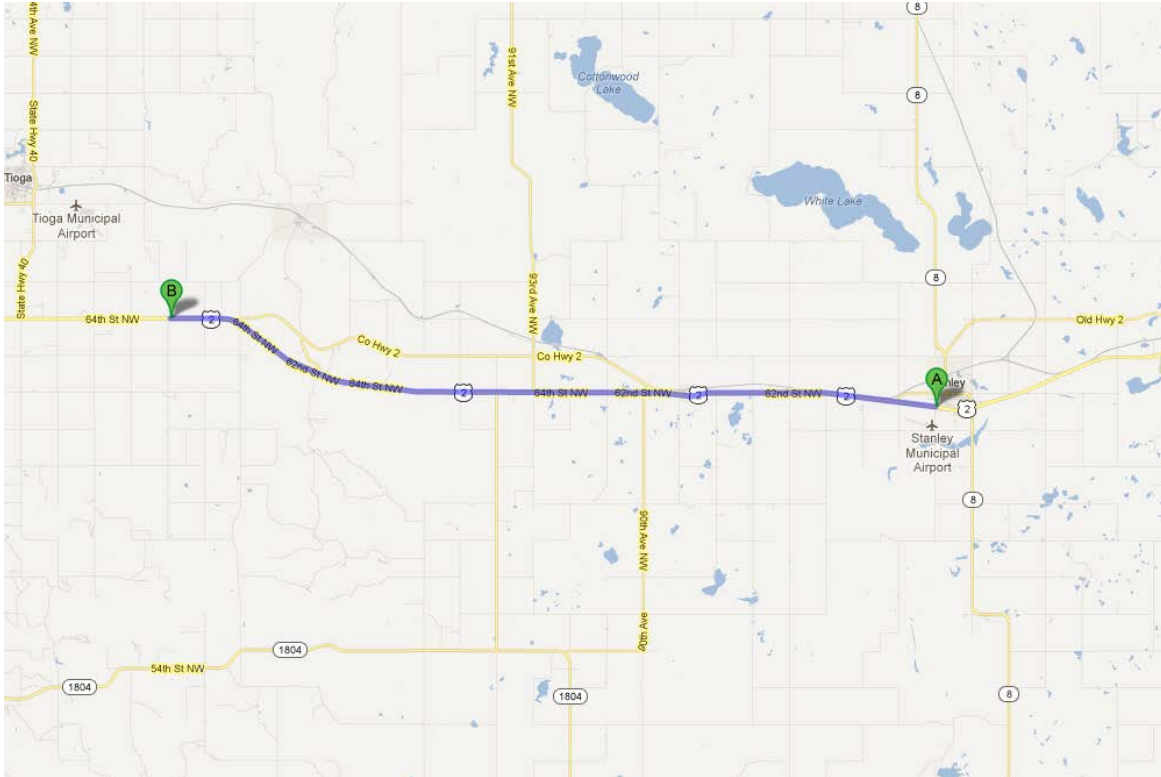 4th Ave NW
State Hwy 40
Tioga
Tioga Municipal
Airport
State Hwy 40
91st Ave NW
Cottonwood
Lake
8
8
White Lake
8
B
64th St NW
2
64th St NW
62nd St NW
64th St NW
Co Hwy 2
93rd Ave NW
Co Hwy 2
Old Hwy 2
2
64th St NW
62nd St NW
2
62nd St NW
2
A
2
Stanley
Municipal
Airport
8
90th Ave NW
1804
54th St NW
1804
1804
8